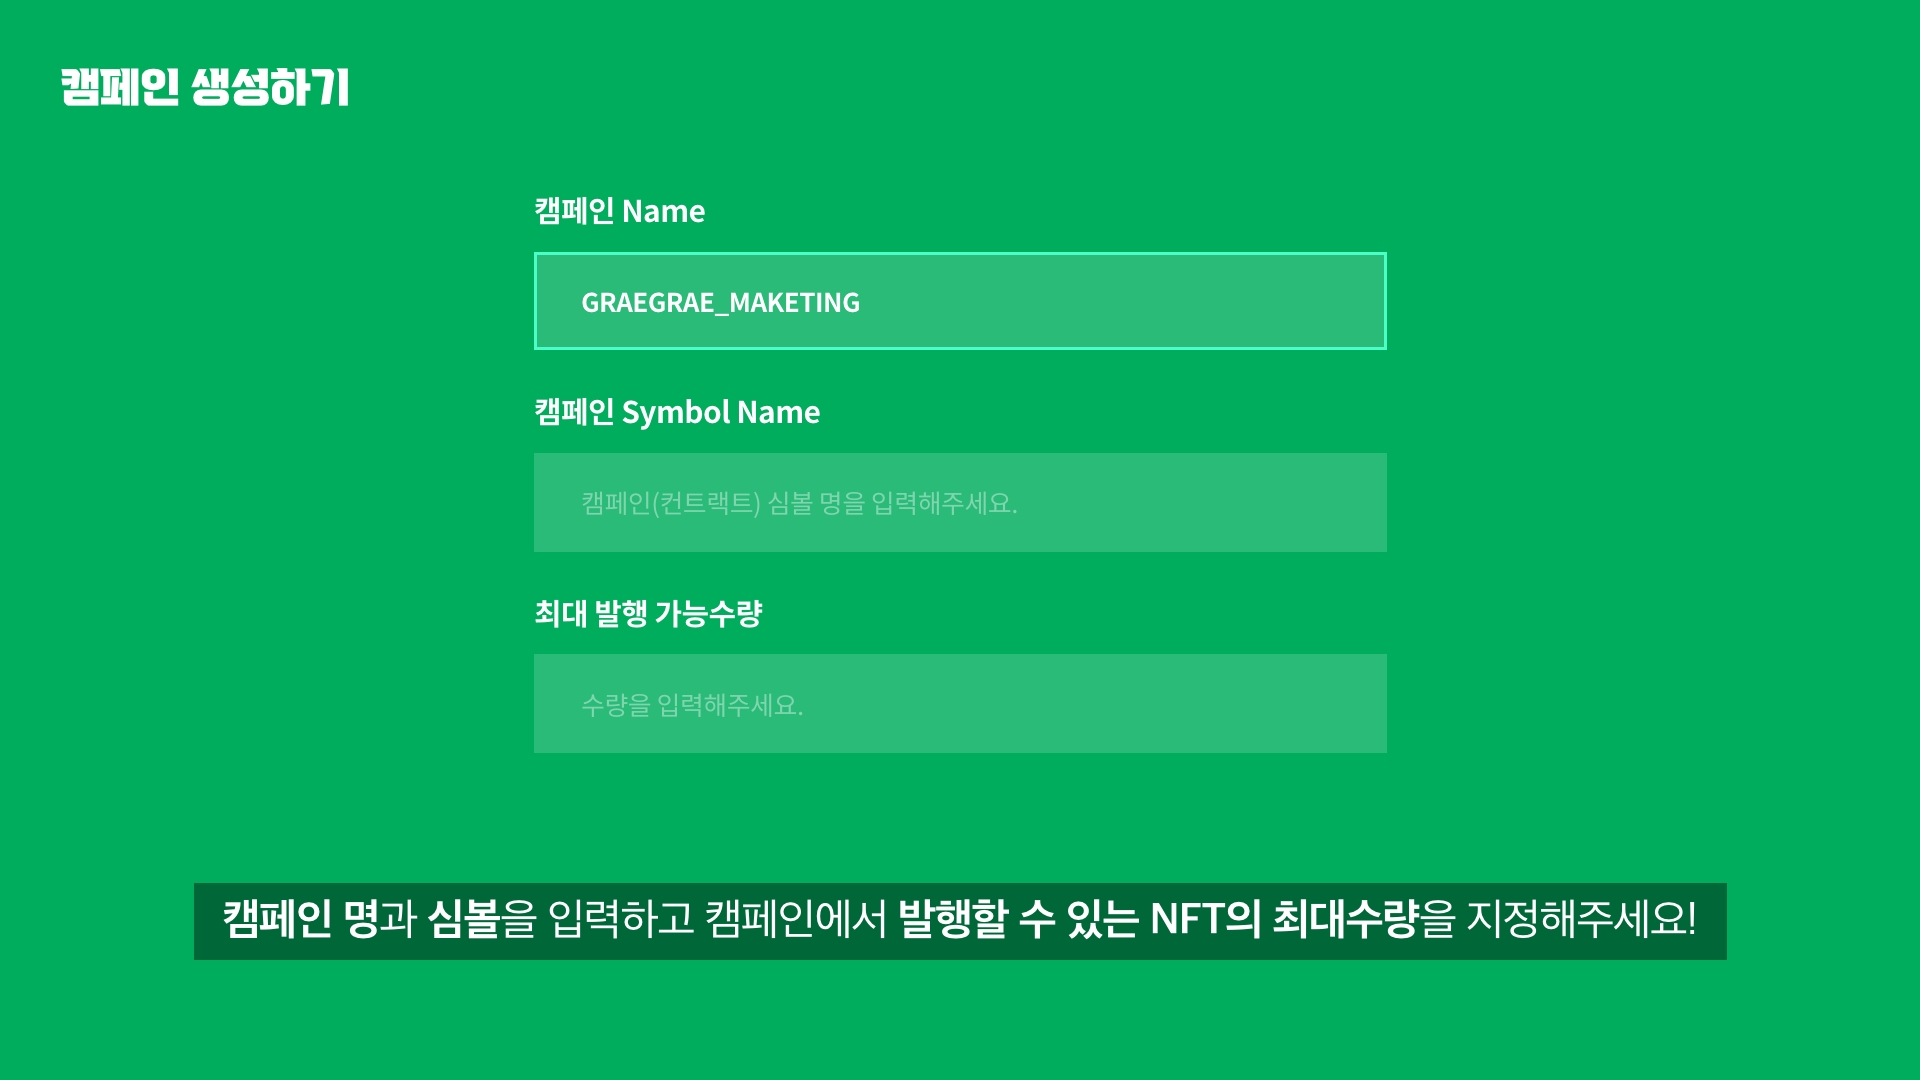 캠페인 생성하기
캠페인 Name
GRAEGRAE_MAKETING
캠페인 Symbol Name
캠페인(컨트랙트) 심볼 명을 입력해주세요.
최대 발행 가능수량
수량을 입력해주세요.
캠페인 명과 심볼을 입력하고 캠페인에서 발행할 수 있는 NFT의 최대수량을 지정해주세요!